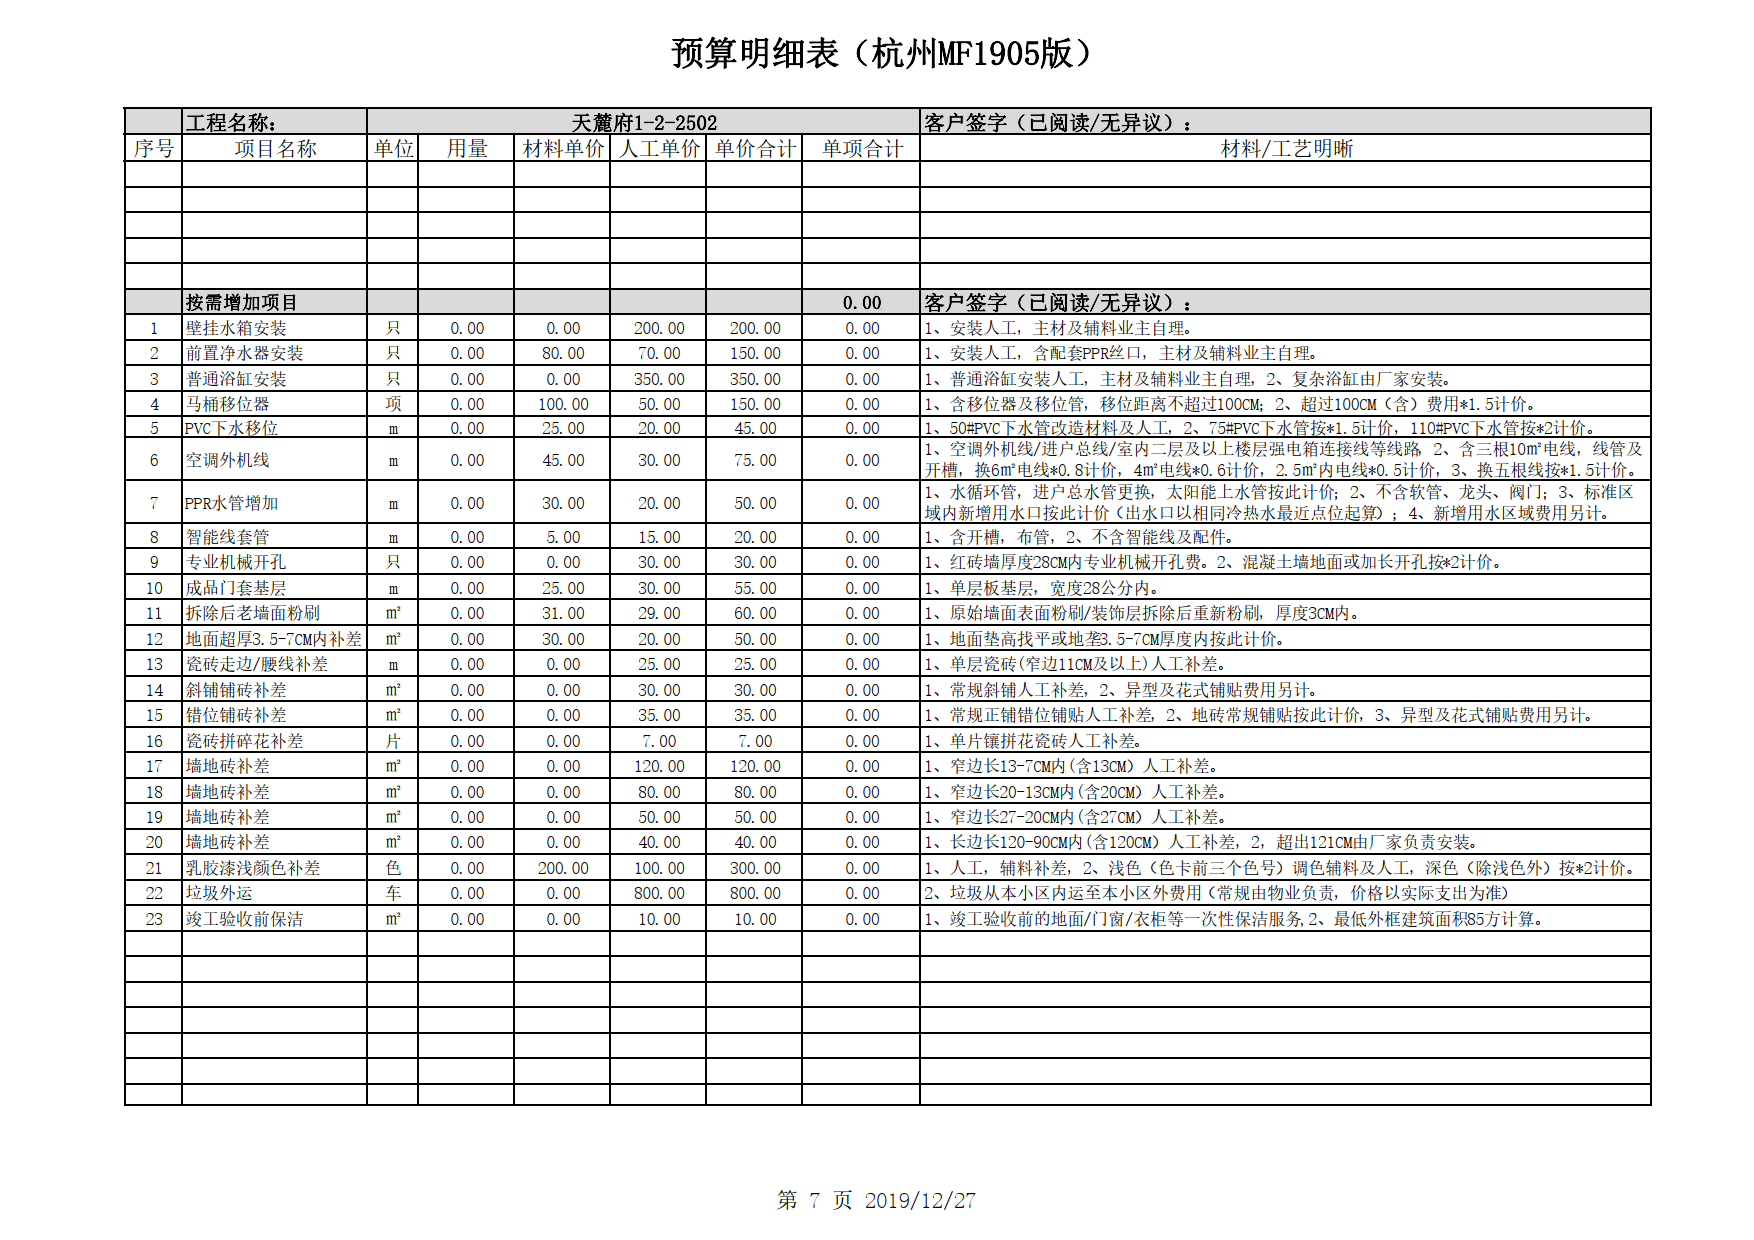 预算明细表（杭州MF1905版）
工程名称： 天麓府1-2-2502 客户签字（已阅读/无异议）：
序号 项目名称 单位 用量 材料单价 人工单价 单价合计 单项合计 材料/工艺明晰
按需增加项目 0.00 客户签字（已阅读/无异议）：
1 壁挂水箱安装 只 0.00 0.00 200.00 200.00 0.00 1、安装人工，主材及辅料业主自理。
2 前置净水器安装 只 0.00 80.00 70.00 150.00 0.00 1、安装人工，含配套PPR丝口，主材及辅料业主自理。
3 普通浴缸安装 只 0.00 0.00 350.00 350.00 0.00 1、普通浴缸安装人工，主材及辅料业主自理，2、复杂浴缸由厂家安装。
4 马桶移位器 项 0.00 100.00 50.00 150.00 0.00 1、含移位器及移位管，移位距离不超过100CM；2、超过100CM（含）费用*1.5计价。
5 PVC下水移位 m 0.00 25.00 20.00 45.00 0.00 1、50#PVC下水管改造材料及人工，2、75#PVC下水管按*1.5计价，110#PVC下水管按*2计价。
6 空调外机线 m 0.00 45.00 30.00 75.00 0.00 1、空调外机线/进户总线/室内二层及以上楼层强电箱连接线等线路，2、含三根10㎡电线，线管及
开槽，换6㎡电线*0.8计价，4㎡电线*0.6计价，2.5㎡内电线*0.5计价，3、换五根线按*1.5计价。
7 PPR水管增加 m 0.00 30.00 20.00 50.00 0.00 1、水循环管，进户总水管更换，太阳能上水管按此计价；2、不含软管、龙头、阀门；3、标准区
域内新增用水口按此计价（出水口以相同冷热水最近点位起算）；4、新增用水区域费用另计。
8 智能线套管 m 0.00 5.00 15.00 20.00 0.00 1、含开槽，布管，2、不含智能线及配件。
9 专业机械开孔 只 0.00 0.00 30.00 30.00 0.00 1、红砖墙厚度28CM内专业机械开孔费。2、混凝土墙地面或加长开孔按*2计价。
10 成品门套基层 m 0.00 25.00 30.00 55.00 0.00 1、单层板基层，宽度28公分内。
11 拆除后老墙面粉刷 ㎡ 0.00 31.00 29.00 60.00 0.00 1、原始墙面表面粉刷/装饰层拆除后重新粉刷，厚度3CM内。
12 地面超厚3.5-7CM内补差 ㎡ 0.00 30.00 20.00 50.00 0.00 1、地面垫高找平或地垄3.5-7CM厚度内按此计价。
13 瓷砖走边/腰线补差 m 0.00 0.00 25.00 25.00 0.00 1、单层瓷砖(窄边11CM及以上)人工补差。
14 斜铺铺砖补差 ㎡ 0.00 0.00 30.00 30.00 0.00 1、常规斜铺人工补差，2、异型及花式铺贴费用另计。
15 错位铺砖补差 ㎡ 0.00 0.00 35.00 35.00 0.00 1、常规正铺错位铺贴人工补差，2、地砖常规铺贴按此计价，3、异型及花式铺贴费用另计。
16 瓷砖拼碎花补差 片 0.00 0.00 7.00 7.00 0.00 1、单片镶拼花瓷砖人工补差。
17 墙地砖补差 ㎡ 0.00 0.00 120.00 120.00 0.00 1、窄边长13-7CM内(含13CM）人工补差。
18 墙地砖补差 ㎡ 0.00 0.00 80.00 80.00 0.00 1、窄边长20-13CM内(含20CM）人工补差。
19 墙地砖补差 ㎡ 0.00 0.00 50.00 50.00 0.00 1、窄边长27-20CM内(含27CM）人工补差。
20 墙地砖补差 ㎡ 0.00 0.00 40.00 40.00 0.00 1、长边长120-90CM内(含120CM）人工补差，2，超出121CM由厂家负责安装。
21 乳胶漆浅颜色补差 色 0.00 200.00 100.00 300.00 0.00 1、人工，辅料补差，2、浅色（色卡前三个色号）调色辅料及人工，深色（除浅色外）按*2计价。
22 垃圾外运 车 0.00 0.00 800.00 800.00 0.00 2、垃圾从本小区内运至本小区外费用（常规由物业负责，价格以实际支出为准）
23 竣工验收前保洁 ㎡ 0.00 0.00 10.00 10.00 0.00 1、竣工验收前的地面/门窗/衣柜等一次性保洁服务,2、最低外框建筑面积85方计算。
第 7 页 2019/12/27